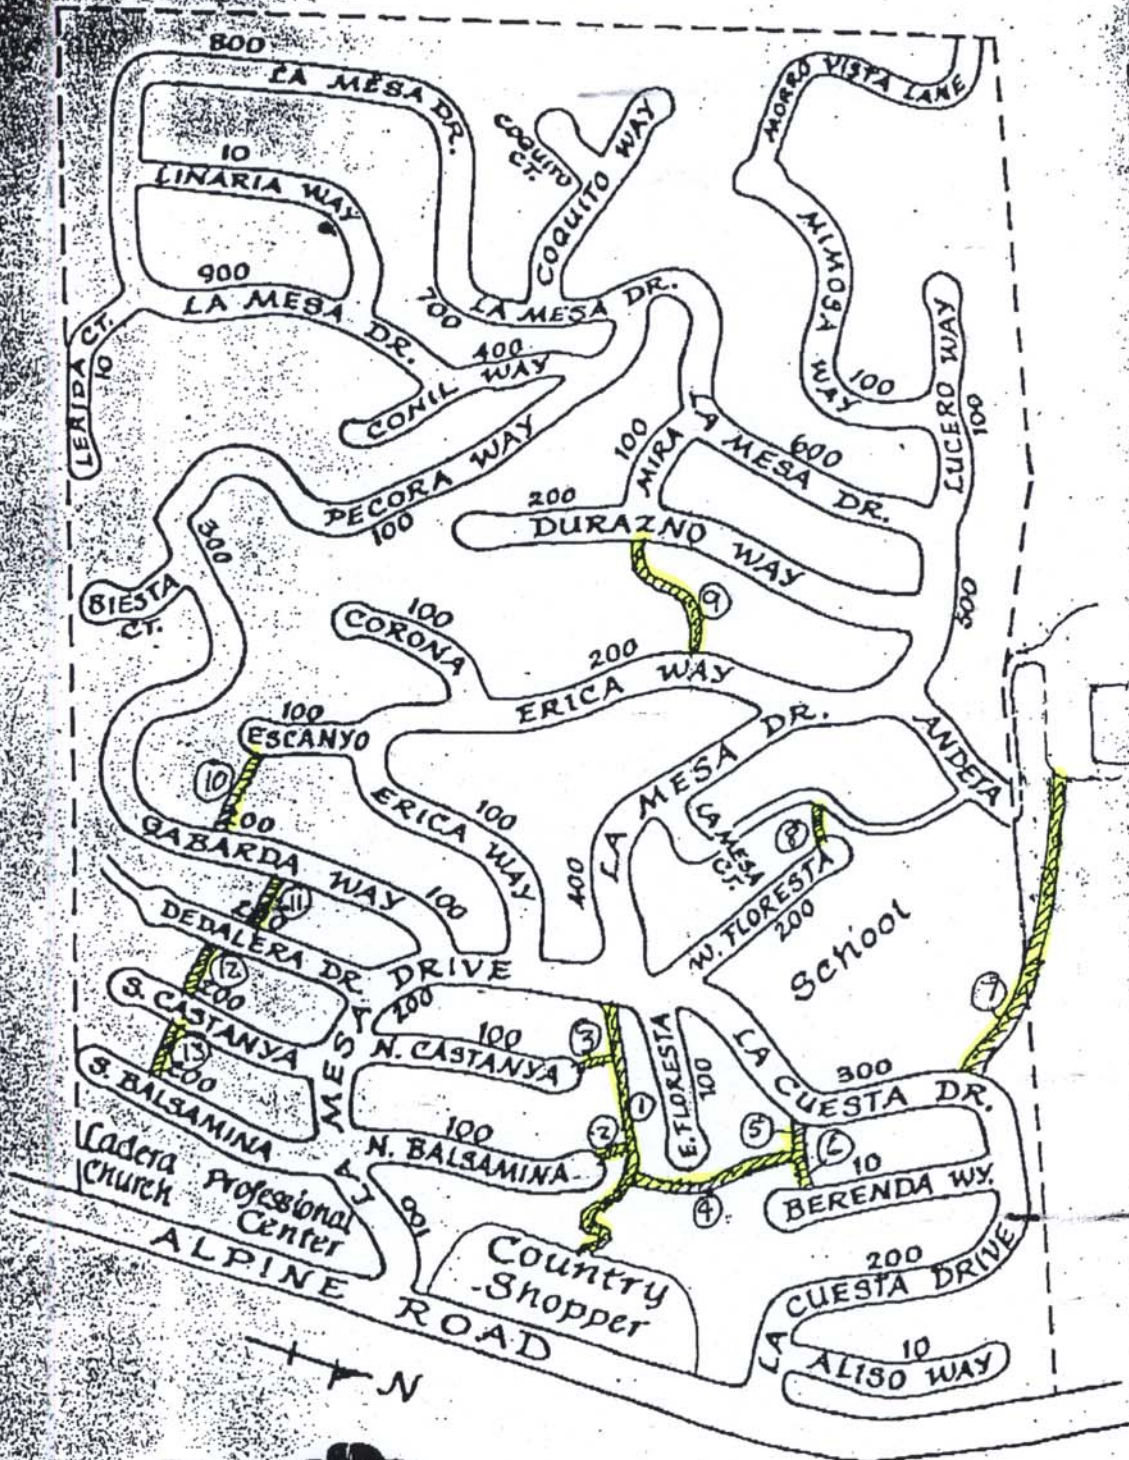 800
LA MESA DR.
MORRO VISTA LANE
COQUITO
CT.
COQUITO WAY
10
LINARIA WAY
MIMOSA WAY
100
900
LA MESA DR.
700
LA MESA DR.
400
CONIL WAY
LERIDA CT.
10
LUCERO WAY
100
100
MIRA
LA MESA DR.
600
PECORA WAY
100
200
DURAZNO WAY
300
SIESTA
CT.
9
500
100
CORONA
200
ERICA WAY
100
ESCANYO
LA MESA DR.
ANDETA
10
ERICA WAY
100
400
LA MESA
CT.
8
GABARDA WAY
100
W. FLORESTA
200
School
11
DEDALERA DR.
12
200
S. CASTANYA
DRIVE
200
LA MESA
100
N. CASTANYA
3
E. FLORESTA
100
7
LA CUESTA DR.
300
13
200
S. BALSAMINA
100
N. BALSAMINA
2
1
5
6
4
10
BERENDA WY.
Ladera
Church
Professional
Center
100
Country
Shopper
200
LA CUESTA DRIVE
ALPINE ROAD
10
ALISO WAY
N